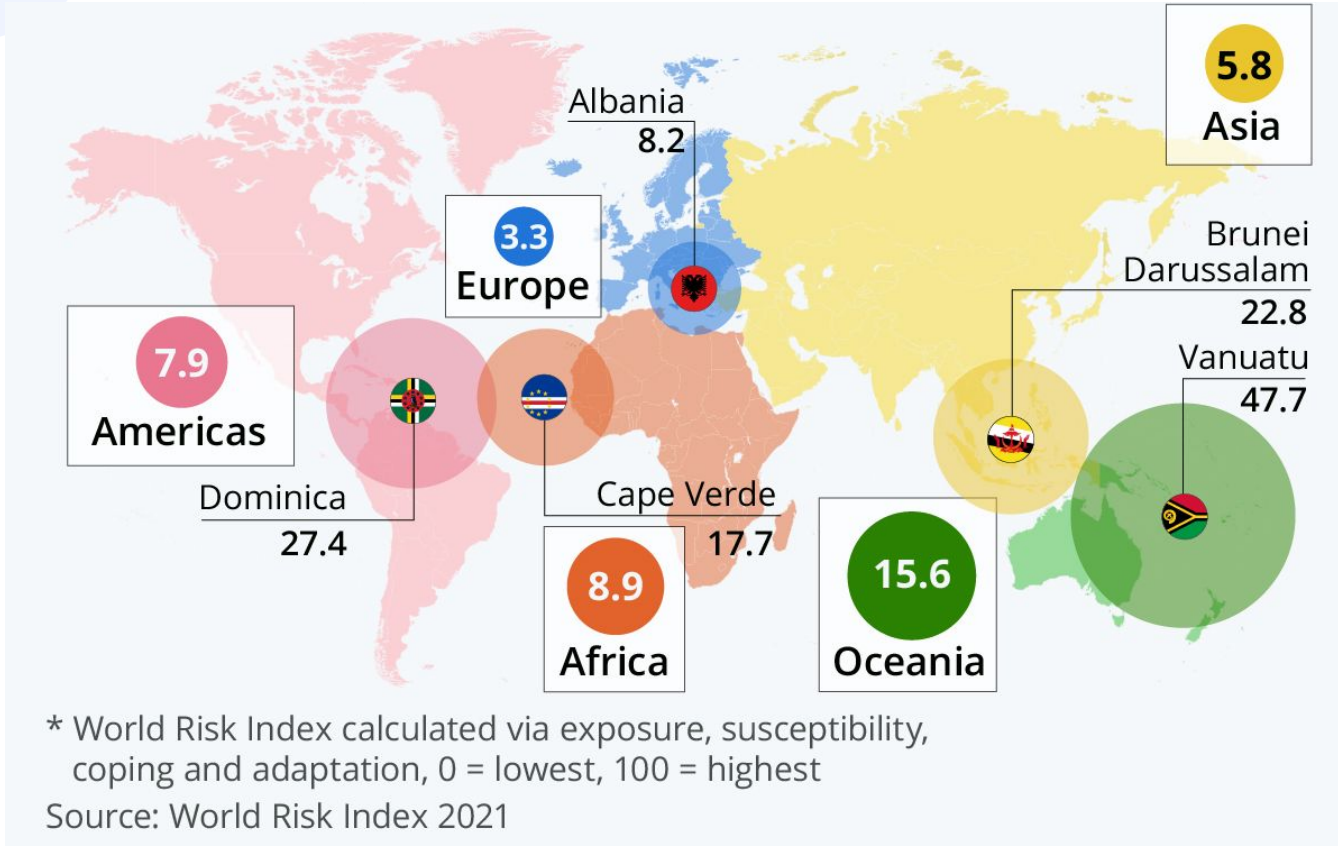 5.8
Asia
Albania
8.2
3.3
Europe
Brunei
Darussalam
22.8
Vanuatu
47.7
7.9
Americas
Dominica
27.4
Cape Verde
17.7
8.9
Africa
15.6
Oceania
* World Risk Index calculated via exposure, susceptibility,
coping and adaptation, 0 = lowest, 100 = highest
Source: World Risk Index 2021